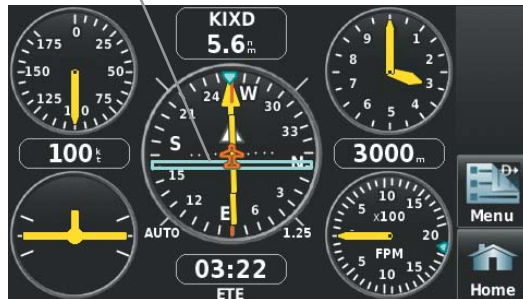 KIXD
5.6 nm
0
175 25
-150 50-
125 75
100 kt
24 W 30
21 33
S N
15 3
12 E 6
AUTO 1.25
03:22
ETE
9 1
8 2
7 3
6 5 4
3000 m
5 10 15
X100
20
FPM
5 10 15
D
Menu
Home